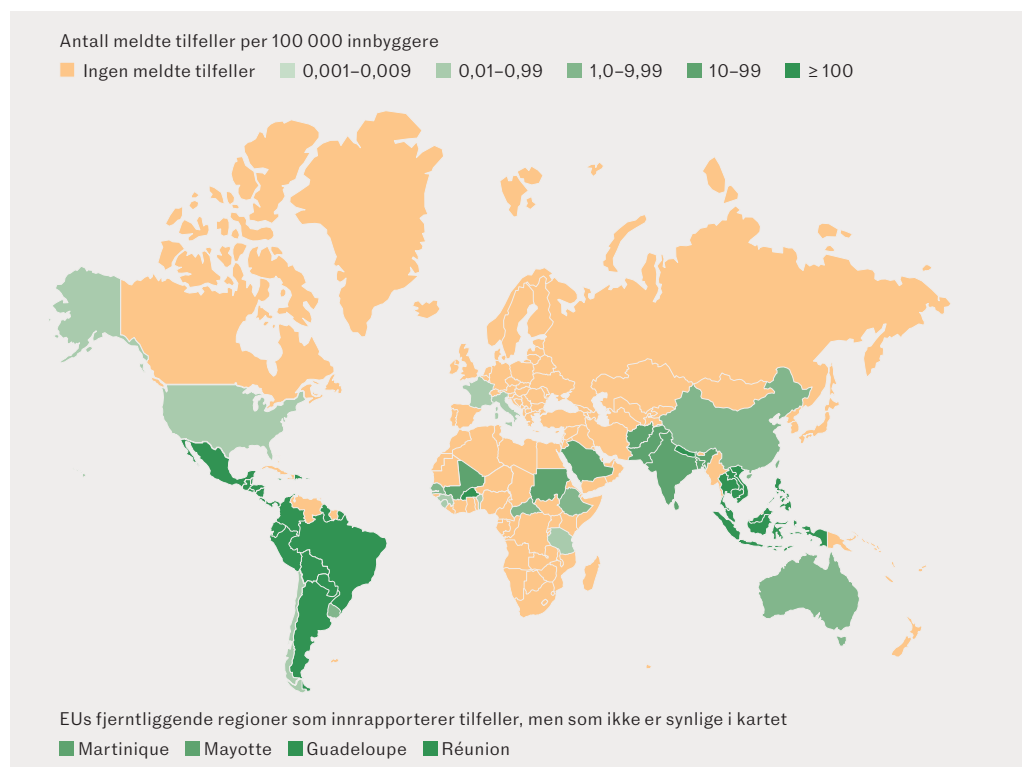 Antall meldte tilfeller per 100 000 innbyggere
Ingen meldte tilfeller 0,001–0,009 0,01–0,99 1,0–9,99 10–99 ≥ 100
EUs fjerntliggende regioner som innrapporterer tilfeller, men som ikke er synlige i kartet
Martinique Mayotte Guadeloupe Réunion